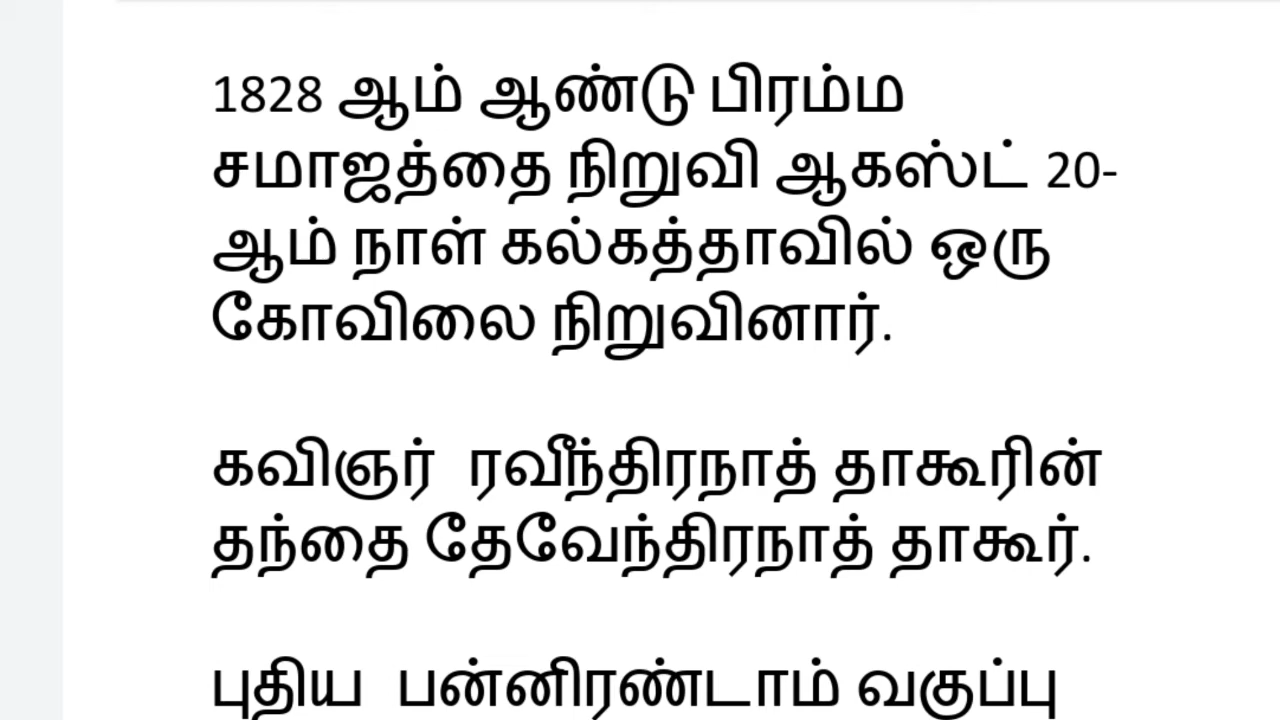 1828 ஆம் ஆண்டு பிரம்ம
சமாஜத்தை நிறுவி ஆகஸ்ட் 20-
ஆம் நாள் கல்கத்தாவில் ஒரு
கோவிலை நிறுவினார்.
கவிஞர் ரவீந்திரநாத் தாகூரின்
தந்தை தேவேந்திரநாத் தாகூர்.
புதிய பன்னிரண்டாம் வகுப்பு